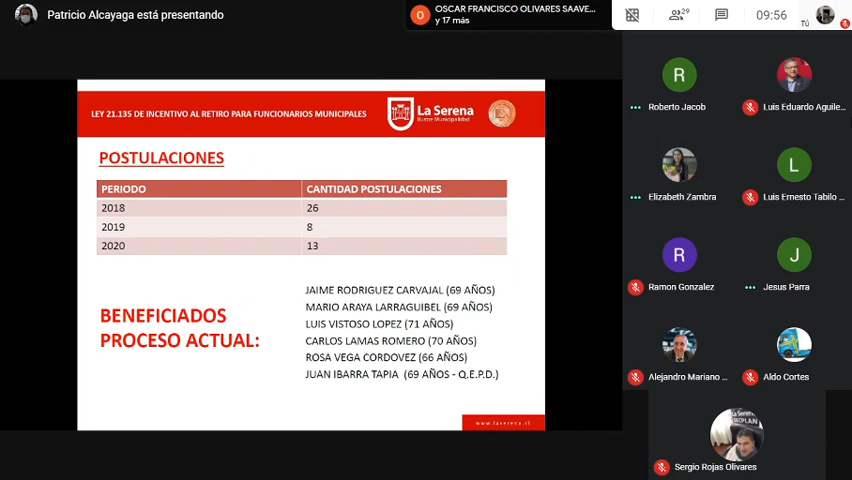 Patricio Alcayaga está presentando
O
OSCAR FRANCISCO OLIVARES SAAVE...
y 17 más
29
09:56
Tú
LEY 21.135 DE INCENTIVO AL RETIRO PARA FUNCIONARIOS MUNICIPALES
La Serena
Ilustre Municipalidad
POSTULACIONES
PERIODO CANTIDAD POSTULACIONES
2018 26
2019 8
2020 13
BENEFICIADOS
PROCESO ACTUAL:
JAIME RODRIGUEZ CARVAJAL (69 AÑOS)
MARIO ARAYA LARRAGUIBEL (69 AÑOS)
LUIS VISTOSO LOPEZ (71 AÑOS)
CARLOS LAMAS ROMERO (70 AÑOS)
ROSA VEGA CORDOVEZ (66 AÑOS)
JUAN IBARRA TAPIA (69 AÑOS - Q.E.P.D.)
www.laserena.cl
R
Roberto Jacob
Luis Eduardo Aguile...
Elizabeth Zambra
L
Luis Ernesto Tabilo ...
R
Ramon Gonzalez
J
Jesus Parra
Alejandro Mariano ...
Aldo Cortes
La Serena
Sergio Rojas Olivares